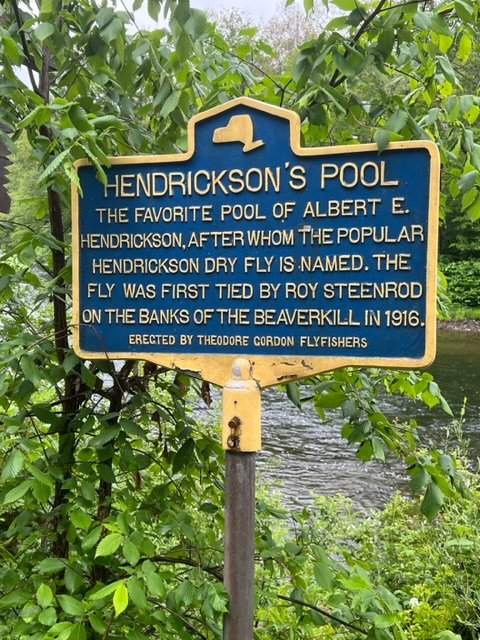 HENDRICKSON'S POOL
THE FAVORITE POOL OF ALBERT E.
HENDRICKSON, AFTER WHOM THE POPULAR
HENDRICKSON DRY FLY IS NAMED. THE
FLY WAS FIRST TIED BY ROY STEENROD
ON THE BANKS OF THE BEAVERKILL IN 1916.
ERECTED BY THEODORE GORDON FLYFISHERS